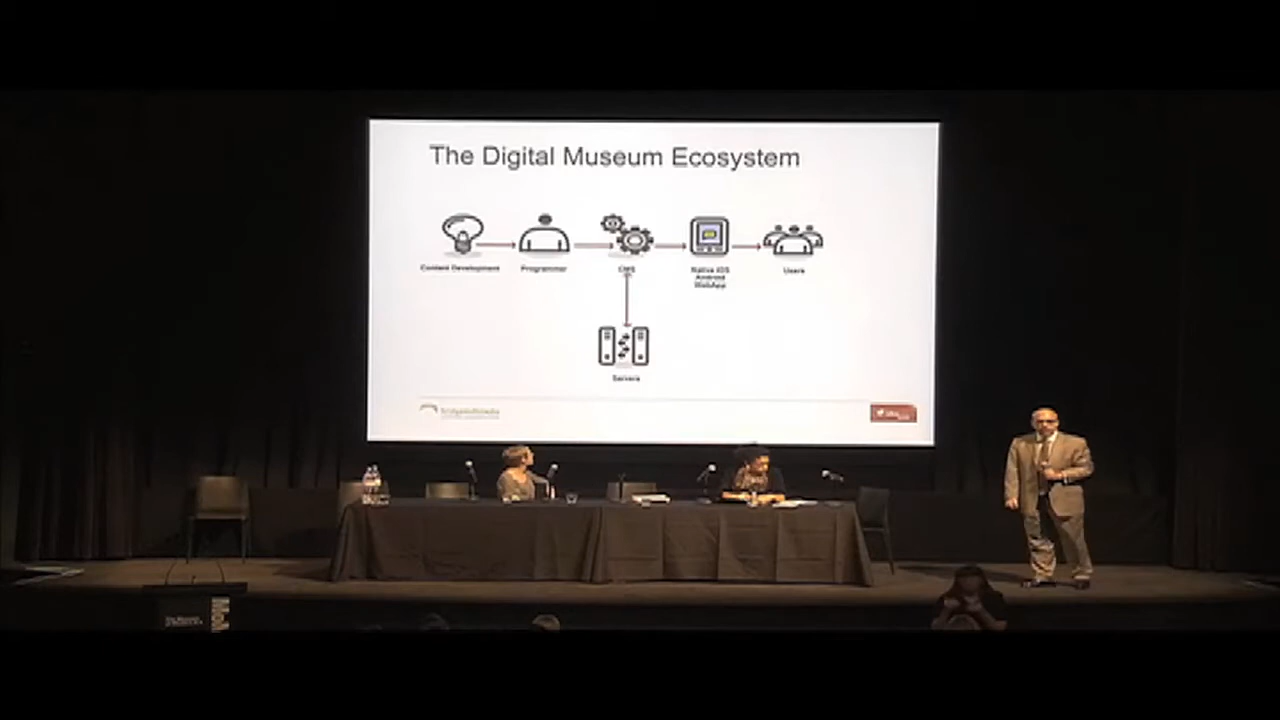 The Digital Museum Ecosystem
Content Development
Programmer
CMS
Native iOS
Android
WebApp
Users
Servers